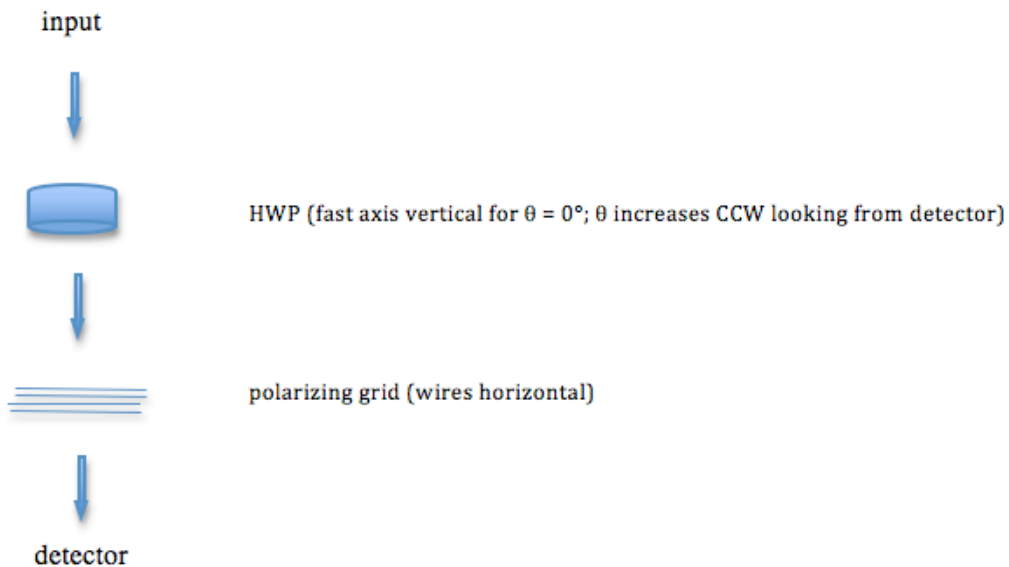 input
HWP (fast axis vertical for θ = 0°; θ increases CCW looking from detector)
polarizing grid (wires horizontal)
detector